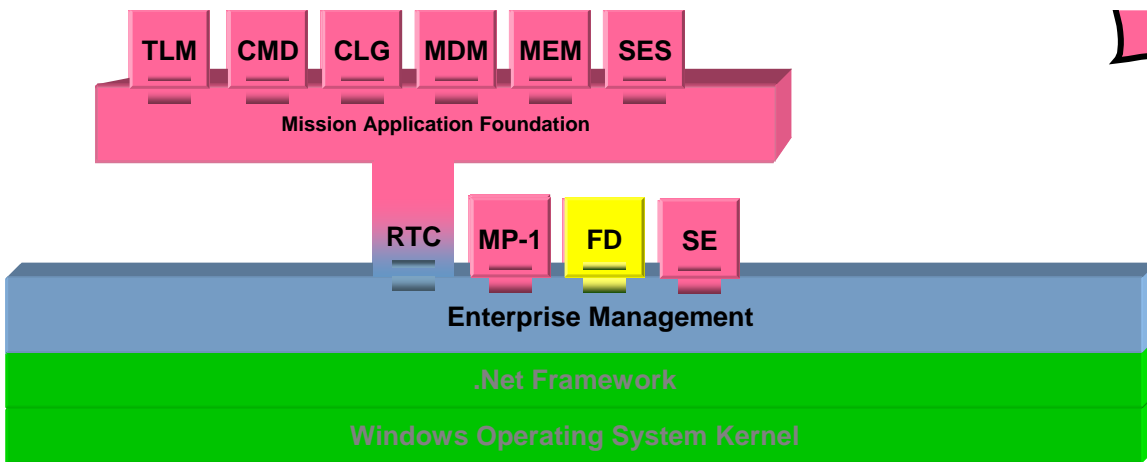 TLM CMD CLG MDM MEM SES
Mission Application Foundation
RTC MP-1 FD SE
Enterprise Management
.Net Framework
Windows Operating System Kernel